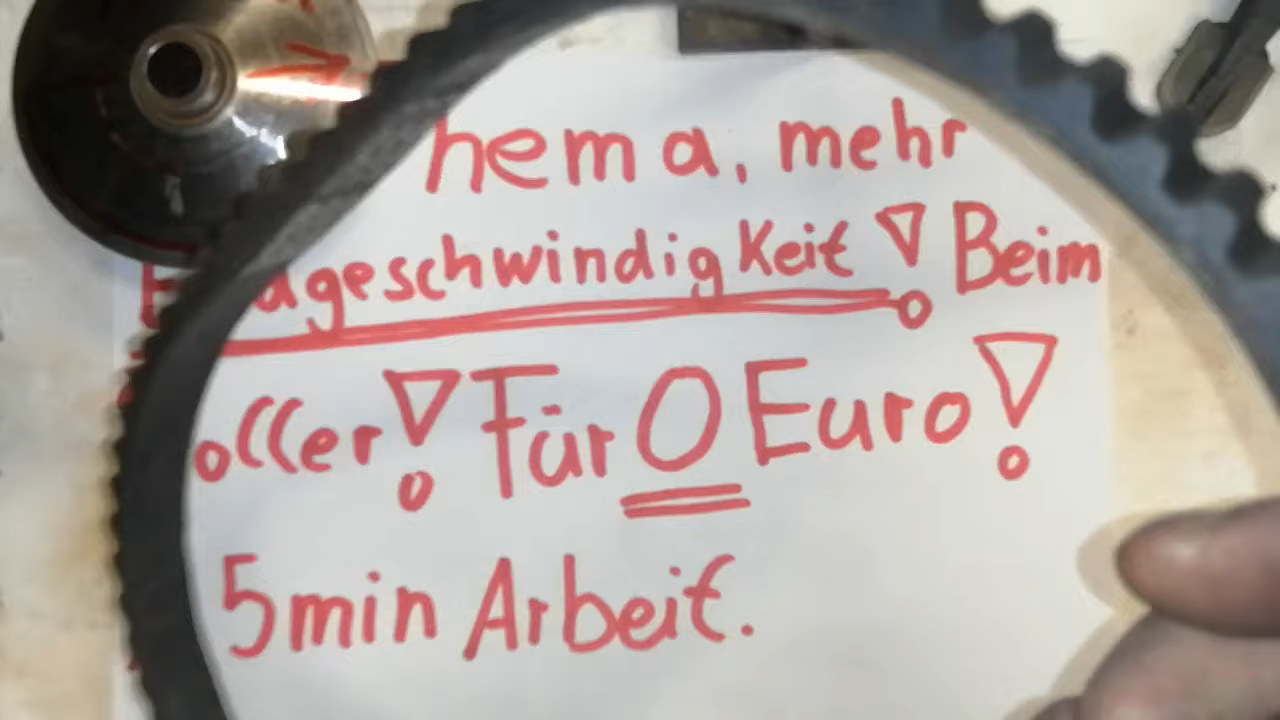 hema, mehr
geschwindigkeit! Beim
oller! Für 0 Euro!
5min Arbeit.